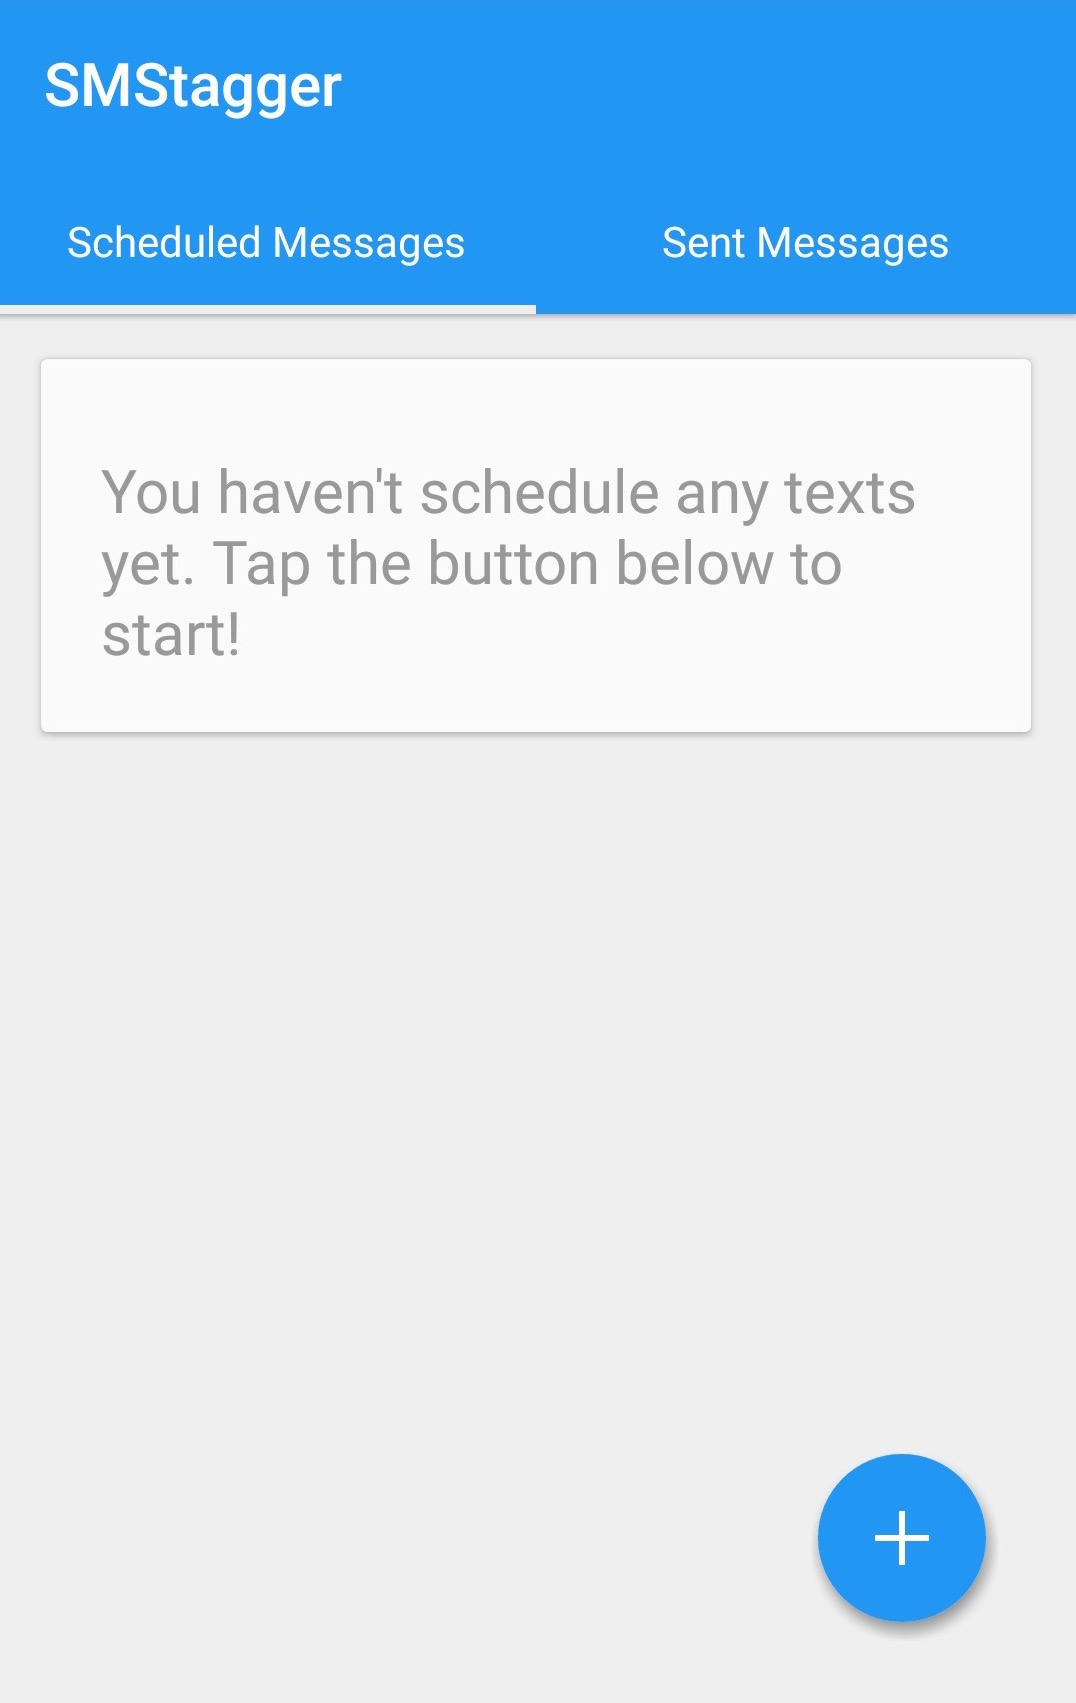 SMStagger
Scheduled Messages
Sent Messages
You haven't schedule any texts
yet. Tap the button below to
start!